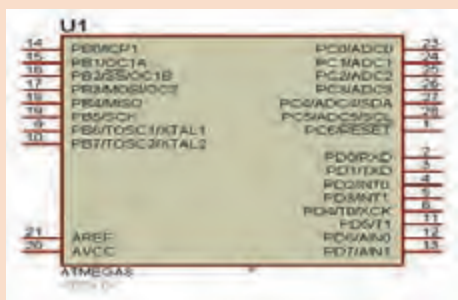 U1
14 PB0/ICP1 PC0/ADC0 23
15 PB1/OC1A PC1/ADC1 24
16 PB2/SS/OC1B PC2/ADC2 25
17 PB3/MOSI/OC2 PC3/ADC3 26
18 PB4/MISO PC4/ADC4/SDA 27
19 PB5/SCK PC5/ADC5/SCL 28
9 PB6/TOSC1/XTAL1 PC6/RESET 1
10 PB7/TOSC2/XTAL2
PD0/RXD 2
PD1/TXD 3
PD2/INT0 4
PD3/INT1 5
PD4/T0/XCK 6
PD5/T1 11
21 AREF PD6/AIN0 12
20 AVCC PD7/AIN1 13
ATMEGA8